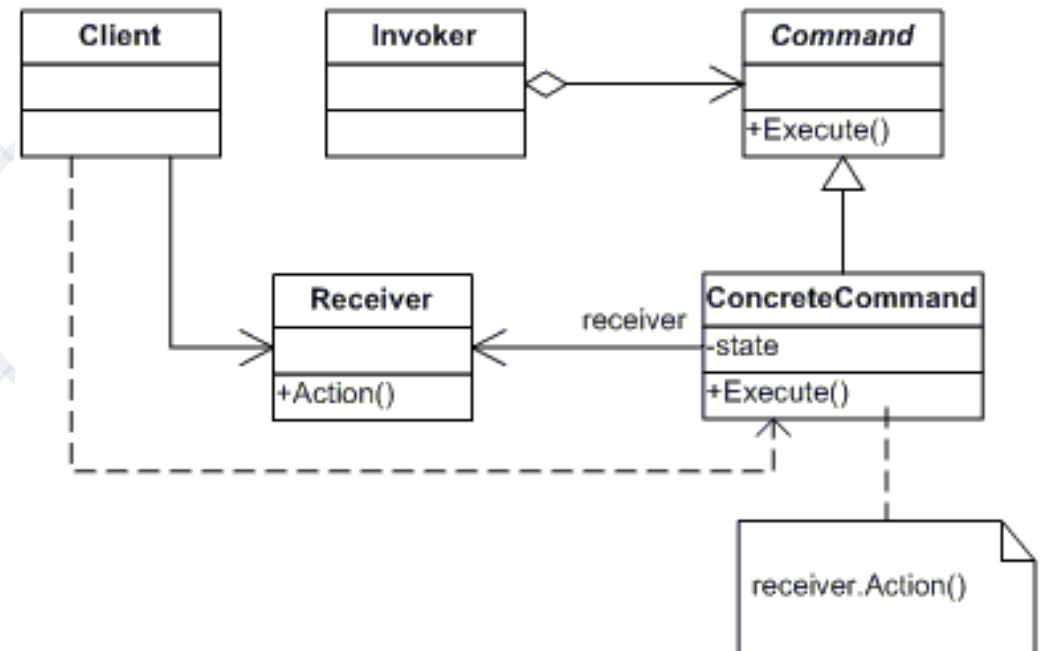 Client
Invoker
Command
+Execute()
Receiver
+Action()
receiver
ConcreteCommand
-state
+Execute()
receiver.Action()